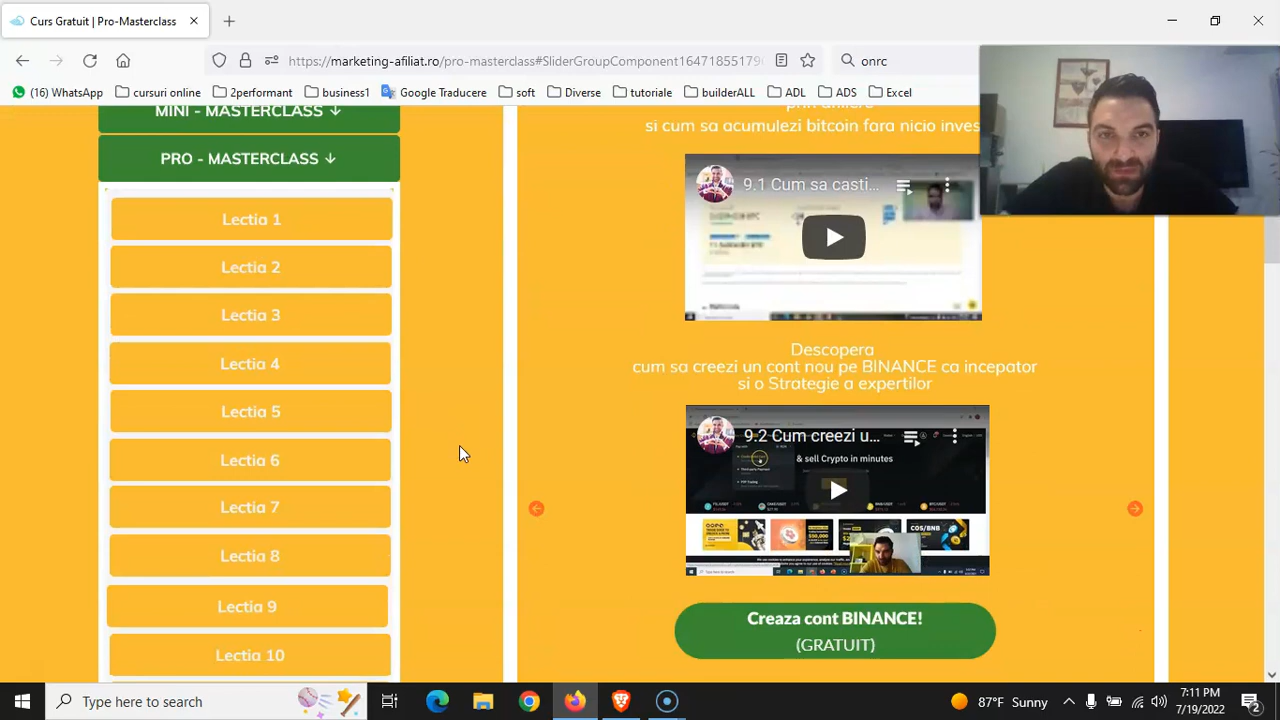 Curs Gratuit | Pro-Masterclass
https://marketing-afiliat.ro/pro-masterclass#SliderGroupComponent16471855179
onrc
(16) WhatsApp
cursuri online
2performant
business1
Google Traducere
soft
Diverse
tutoriale
builderALL
ADL
ADS
Excel
MINI - MASTERCLASS ↓
PRO - MASTERCLASS ↓
Lectia 1
Lectia 2
Lectia 3
Lectia 4
Lectia 5
Lectia 6
Lectia 7
Lectia 8
Lectia 9
Lectia 10
si cum sa acumulezi bitcoin fara nicio inves
9.1 Cum sa casti...
Descopera
cum sa creezi un cont nou pe BINANCE ca incepator
si o Strategie a expertilor
9.2 Cum creezi u...
& sell Crypto in minutes
COS/BNB
Creaza cont BINANCE!
(GRATUIT)
Type here to search
87°F Sunny
7:11 PM
7/19/2022
2